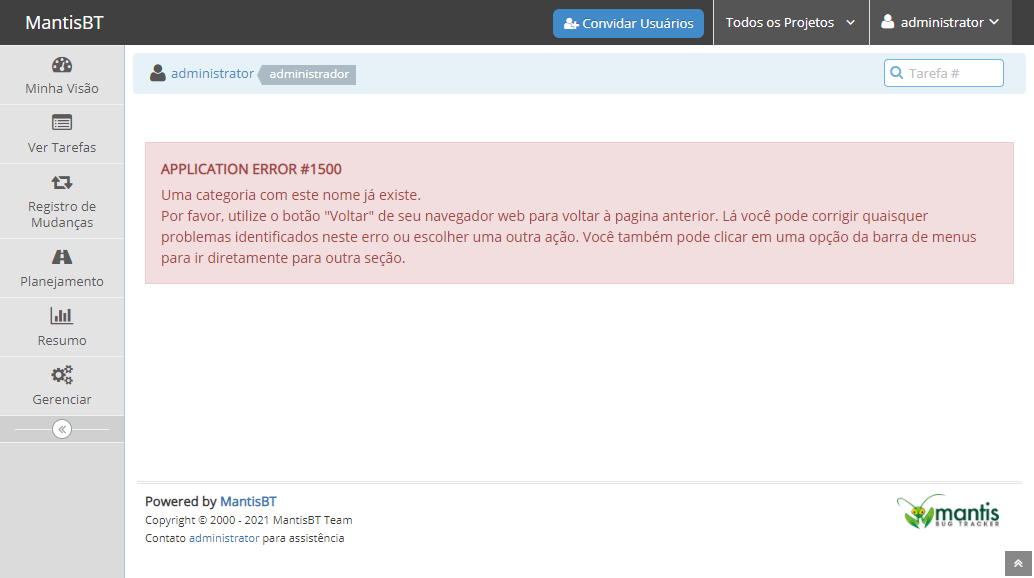 MantisBT
Convidar Usuários
Todos os Projetos
administrator
Minha Visão
Ver Tarefas
Registro de
Mudanças
Planejamento
Resumo
Gerenciar
administrator administrador
Tarefa #
APPLICATION ERROR #1500
Uma categoria com este nome já existe.
Por favor, utilize o botão "Voltar" de seu navegador web para voltar à pagina anterior. Lá você pode corrigir quaisquer
problemas identificados neste erro ou escolher uma outra ação. Você também pode clicar em uma opção da barra de menus
para ir diretamente para outra seção.
Powered by MantisBT
Copyright © 2000 - 2021 MantisBT Team
Contato administrator para assistência
mantis
BUG TRACKER